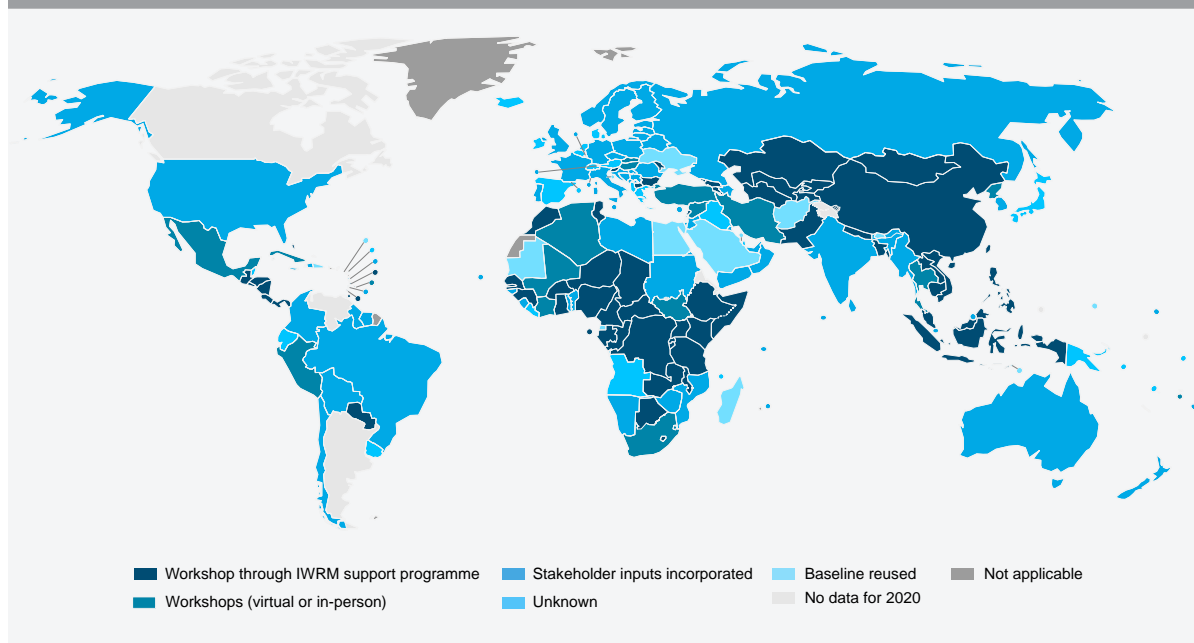 Workshop through IWRM support programme
Workshops (virtual or in-person)
Stakeholder inputs incorporated
Unknown
Baseline reused
No data for 2020
Not applicable